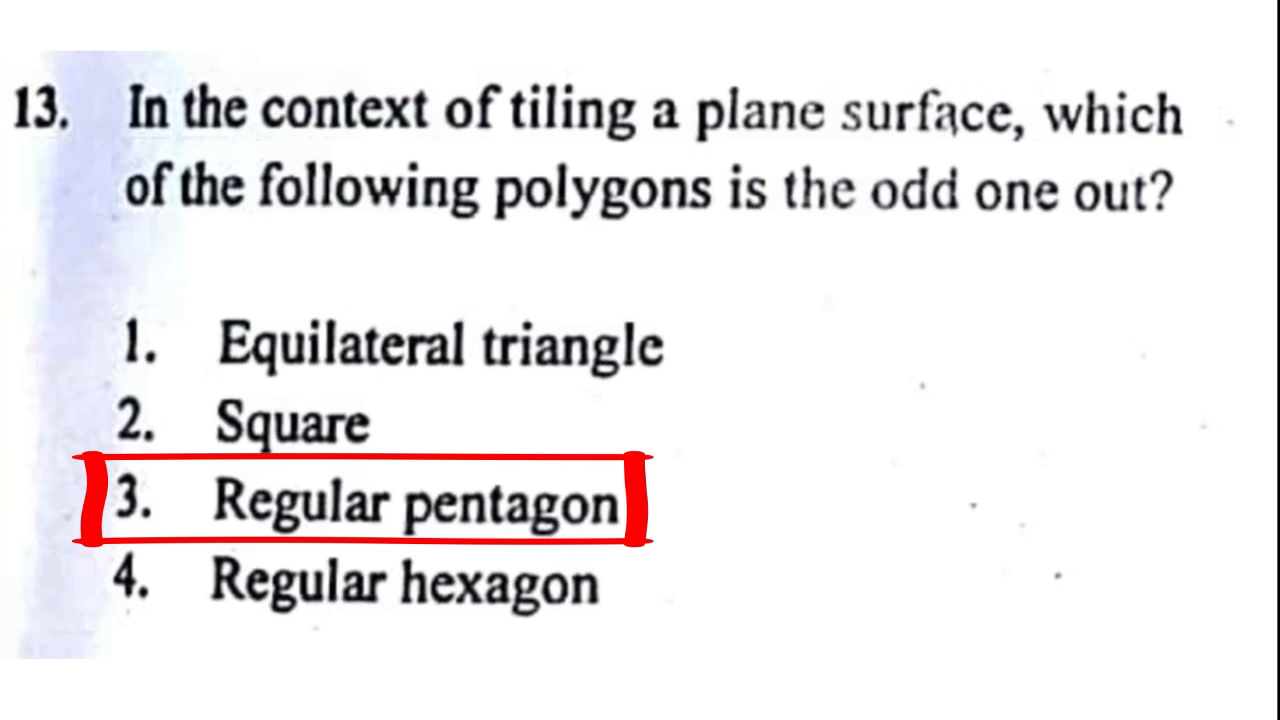 13. In the context of tiling a plane surface, which
of the following polygons is the odd one out?
1. Equilateral triangle
2. Square
3. Regular pentagon
4. Regular hexagon